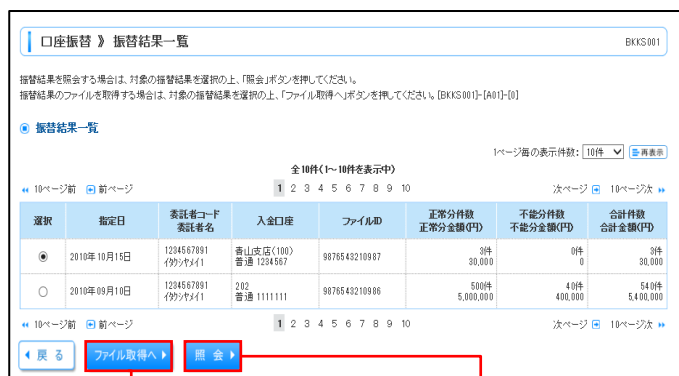 口座振替 》 振替結果一覧
BKKS001
振替結果を照会する場合は、対象の振替結果を選択の上、「照会」ボタンを押してください。
振替結果のファイルを取得する場合は、対象の振替結果を選択の上、「ファイル取得へ」ボタンを押してください。[BKKS001]-[A01]-[0]
振替結果一覧
1ページ毎の表示件数: 10件 再表示
全10件(1～10件を表示中)
10ページ前 前ページ 1 2 3 4 5 6 7 8 9 10 次ページ 10ページ次
選択 指定日 委託者コード 委託者名 入金口座 ファイルID 正常分件数 正常分金額(円) 不能分件数 不能分金額(円) 合計件数 合計金額(円)
2010年10月15日 1234567891 イタクシヤメイ1 香山支店(100) 普通 1234567 9876543210987 3件 30,000 0件 0 3件 30,000
2010年09月10日 1234567891 イタクシヤメイ1 202 普通 1111111 9876543210986 500件 5,000,000 40件 400,000 540件 5,400,000
10ページ前 前ページ 1 2 3 4 5 6 7 8 9 10 次ページ 10ページ次
戻る ファイル取得へ 照会